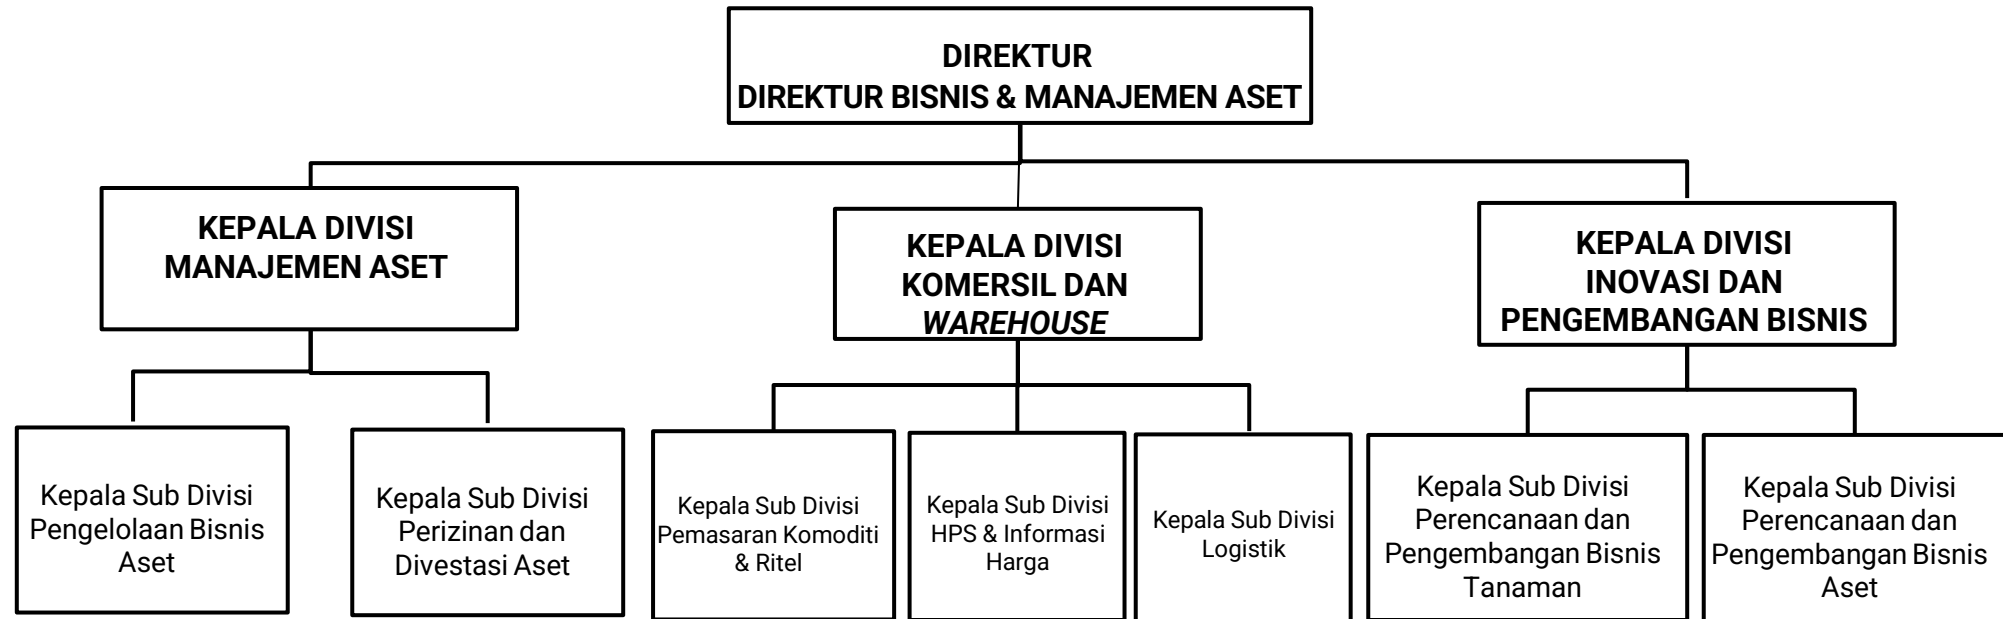 DIREKTUR
DIREKTUR BISNIS & MANAJEMEN ASET
KEPALA DIVISI
MANAJEMEN ASET
KEPALA DIVISI
KOMERSIL DAN
WAREHOUSE
KEPALA DIVISI
INOVASI DAN
PENGEMBANGAN BISNIS
Kepala Sub Divisi
Pengelolaan Bisnis
Aset
Kepala Sub Divisi
Perizinan dan
Divestasi Aset
Kepala Sub Divisi
Pemasaran Komoditi
& Ritel
Kepala Sub Divisi
HPS & Informasi
Harga
Kepala Sub Divisi
Logistik
Kepala Sub Divisi
Perencanaan dan
Pengembangan Bisnis
Tanaman
Kepala Sub Divisi
Perencanaan dan
Pengembangan Bisnis
Aset